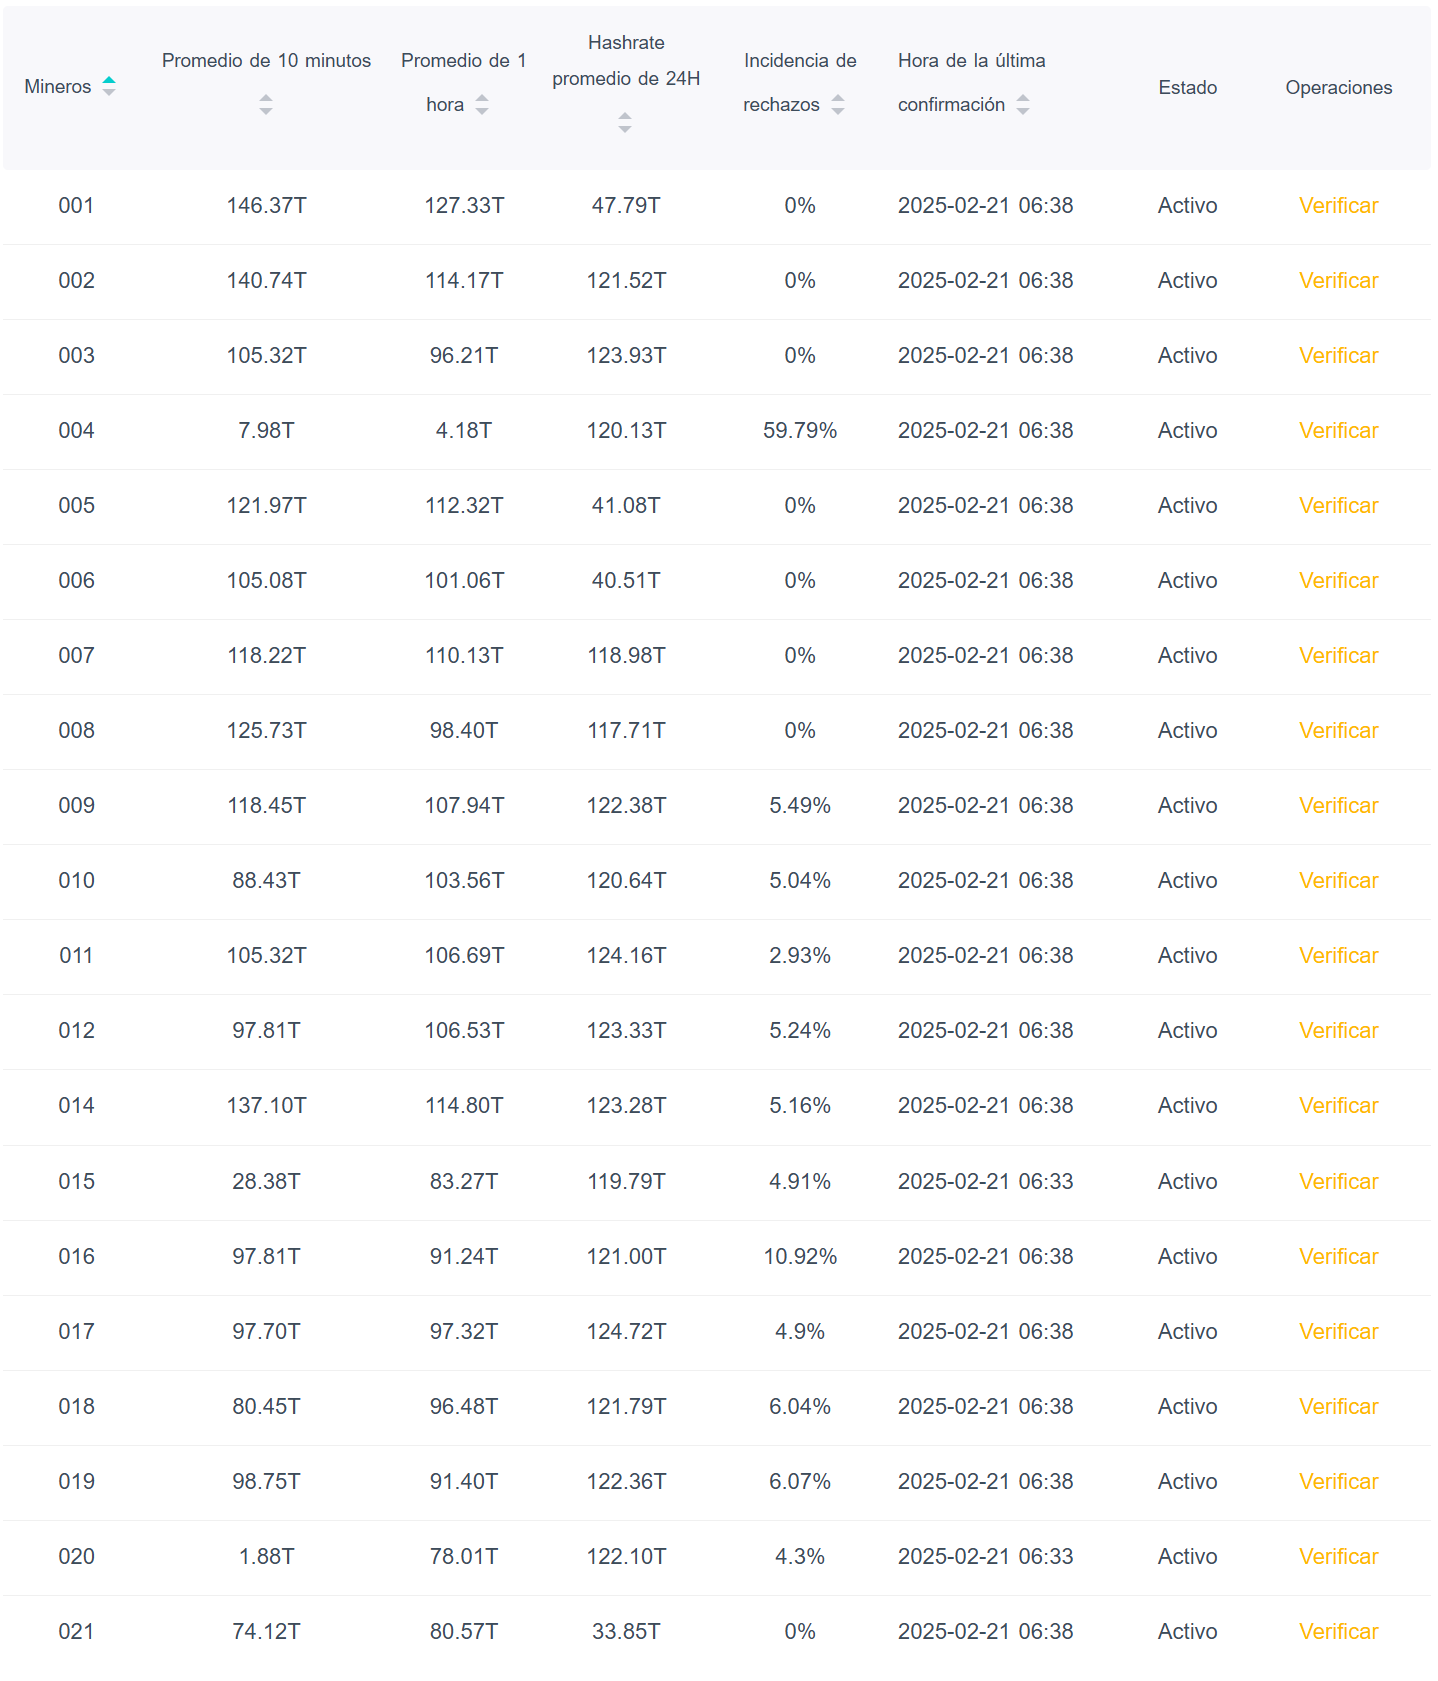 Mineros Promedio de 10 minutos Promedio de 1 hora Hashrate promedio de 24H Incidencia de rechazos Hora de la última confirmación Estado Operaciones
001 146.37T 127.33T 47.79T 0% 2025-02-21 06:38 Activo Verificar
002 140.74T 114.17T 121.52T 0% 2025-02-21 06:38 Activo Verificar
003 105.32T 96.21T 123.93T 0% 2025-02-21 06:38 Activo Verificar
004 7.98T 4.18T 120.13T 59.79% 2025-02-21 06:38 Activo Verificar
005 121.97T 112.32T 41.08T 0% 2025-02-21 06:38 Activo Verificar
006 105.08T 101.06T 40.51T 0% 2025-02-21 06:38 Activo Verificar
007 118.22T 110.13T 118.98T 0% 2025-02-21 06:38 Activo Verificar
008 125.73T 98.40T 117.71T 0% 2025-02-21 06:38 Activo Verificar
009 118.45T 107.94T 122.38T 5.49% 2025-02-21 06:38 Activo Verificar
010 88.43T 103.56T 120.64T 5.04% 2025-02-21 06:38 Activo Verificar
011 105.32T 106.69T 124.16T 2.93% 2025-02-21 06:38 Activo Verificar
012 97.81T 106.53T 123.33T 5.24% 2025-02-21 06:38 Activo Verificar
014 137.10T 114.80T 123.28T 5.16% 2025-02-21 06:38 Activo Verificar
015 28.38T 83.27T 119.79T 4.91% 2025-02-21 06:33 Activo Verificar
016 97.81T 91.24T 121.00T 10.92% 2025-02-21 06:38 Activo Verificar
017 97.70T 97.32T 124.72T 4.9% 2025-02-21 06:38 Activo Verificar
018 80.45T 96.48T 121.79T 6.04% 2025-02-21 06:38 Activo Verificar
019 98.75T 91.40T 122.36T 6.07% 2025-02-21 06:38 Activo Verificar
020 1.88T 78.01T 122.10T 4.3% 2025-02-21 06:33 Activo Verificar
021 74.12T 80.57T 33.85T 0% 2025-02-21 06:38 Activo Verificar